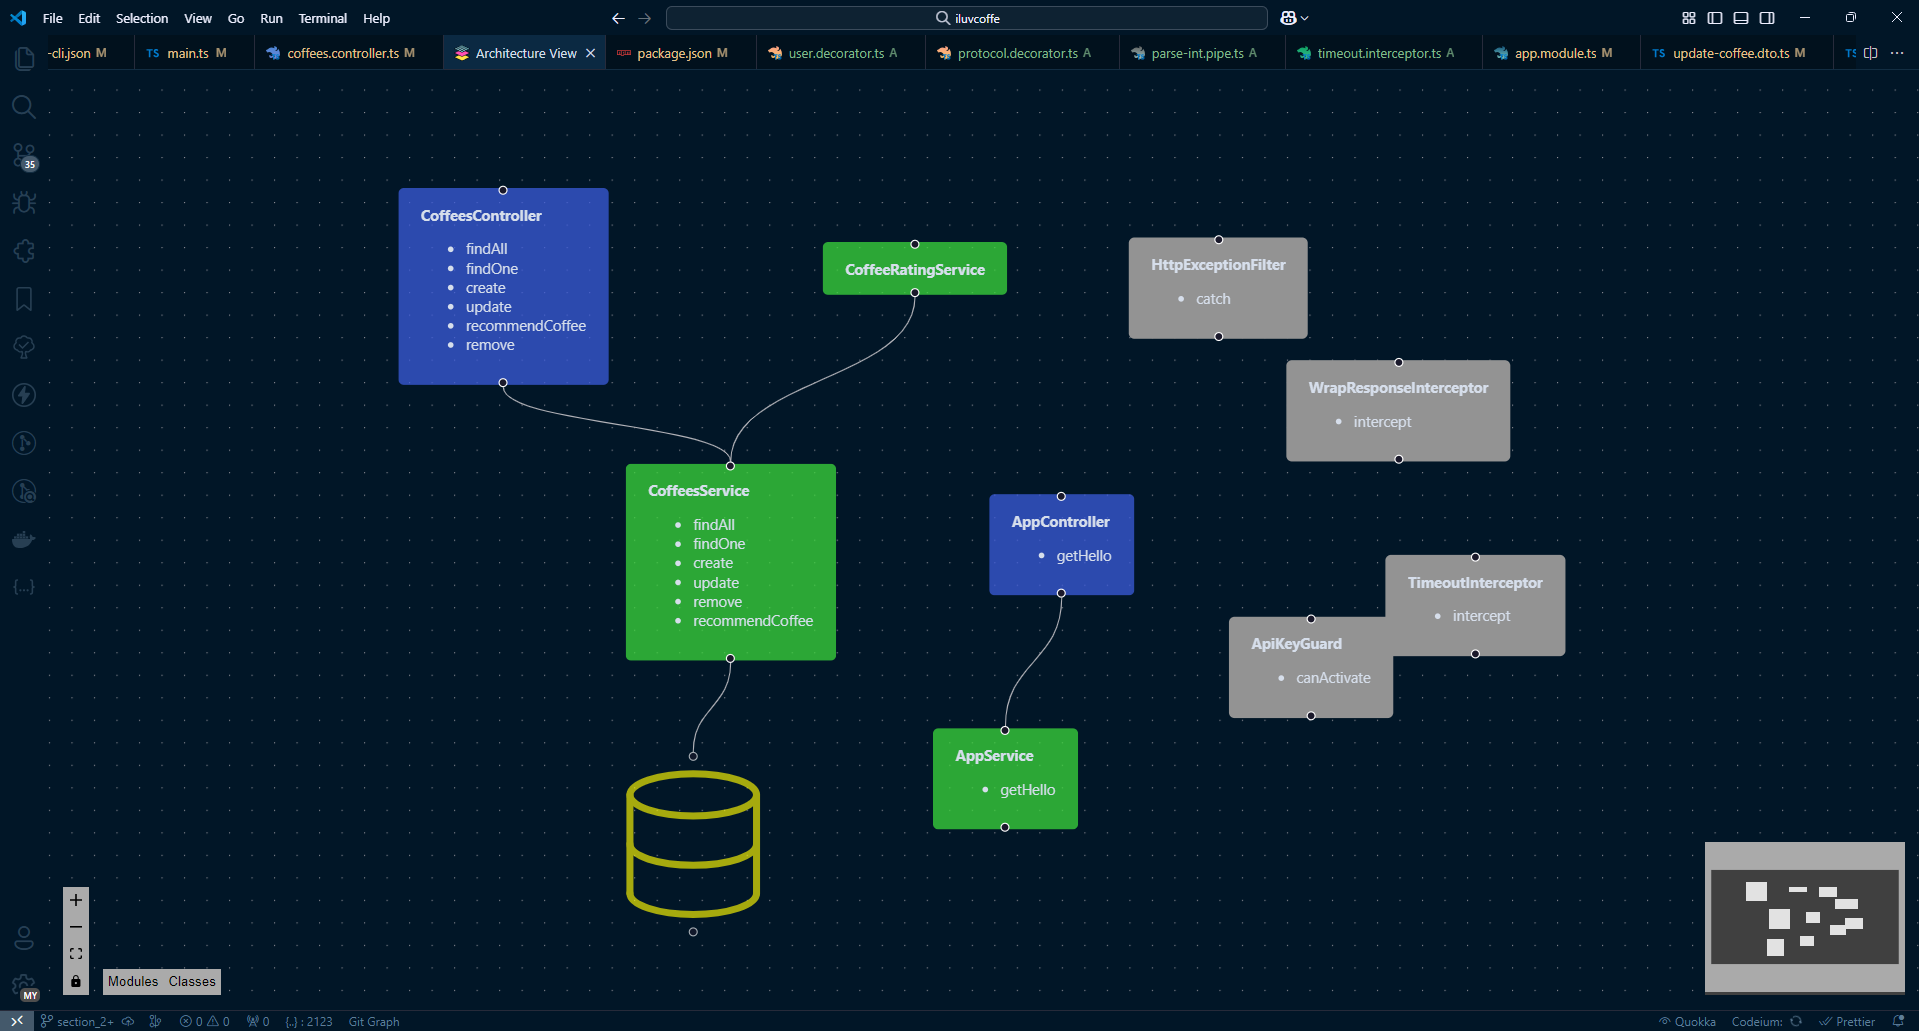 File Edit Selection View Go Run Terminal Help
iluvcoffe
-cli.json M
TS main.ts M
coffees.controller.ts M
Architecture View
package.json M
user.decorator.ts A
protocol.decorator.ts A
parse-int.pipe.ts A
timeout.interceptor.ts A
app.module.ts M
TS update-coffee.dto.ts M
TS
35
CoffeesController
findAll
findOne
create
update
recommendCoffee
remove
CoffeeRatingService
HttpExceptionFilter
catch
WrapResponseInterceptor
intercept
CoffeesService
findAll
findOne
create
update
remove
recommendCoffee
AppController
getHello
TimeoutInterceptor
intercept
ApiKeyGuard
canActivate
AppService
getHello
Modules Classes
MY
section_2+
0 0
0
{..} : 2123
Git Graph
Quokka
Codeium:
Prettier